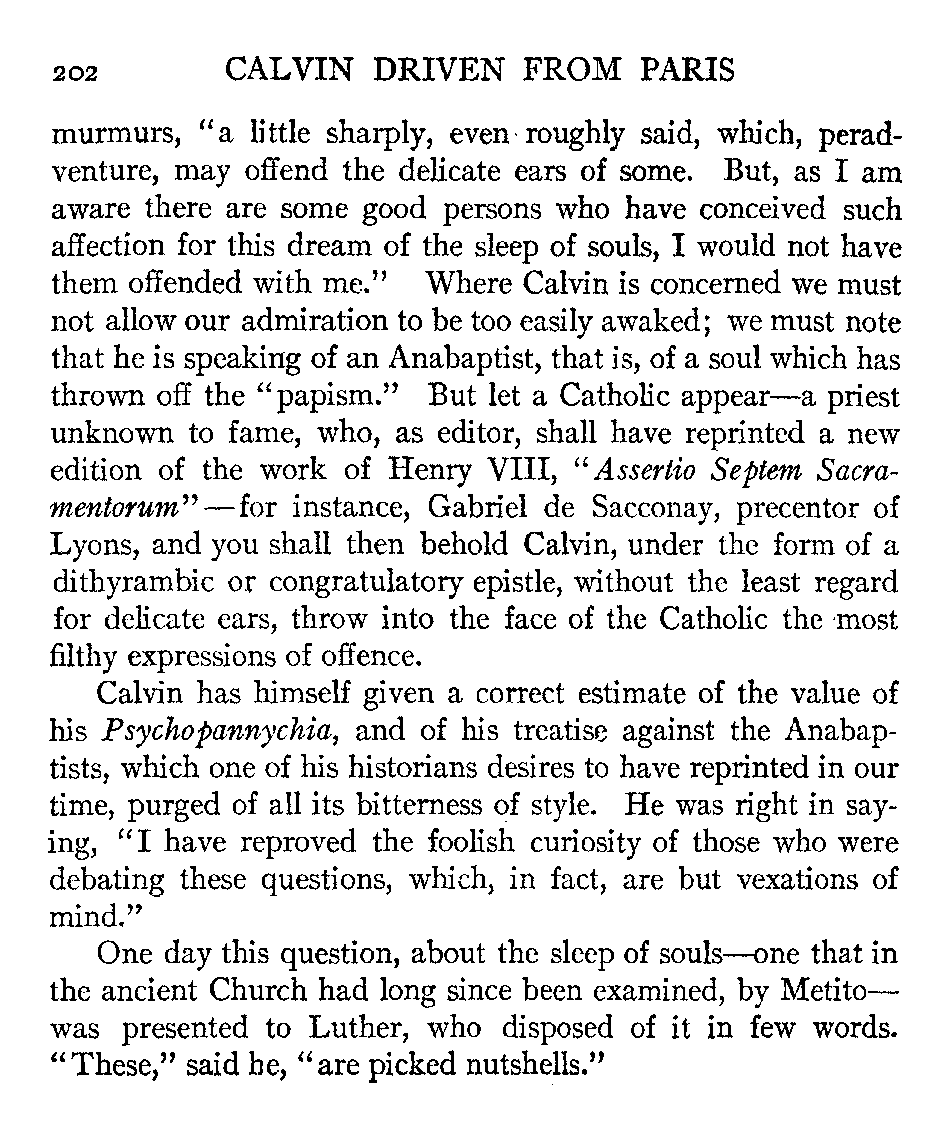 202 CALVIN DRIVEN FROM PARIS
murmurs, “a little sharply, even roughly said, which, perad-
venture, may offend the delicate ears of some. But, as I am
aware there are some good persons who have conceived such
affection for this dream of the sleep of souls, I would not have
them offended with me.” Where Calvin is concerned we must
not allow our admiration to be too easily awaked; we must note
that he is speaking of an Anabaptist, that is, of a soul which has
thrown off the “papism.” But let a Catholic appear—a priest
unknown to fame, who, as editor, shall have reprinted a new
edition of the work of Henry VIII, “Assertio Septem Sacra-
mentorum”—for instance, Gabriel de Sacconay, precentor of
Lyons, and you shall then behold Calvin, under the form of a
dithyrambic or congratulatory epistle, without the least regard
for delicate ears, throw into the face of the Catholic the most
filthy expressions of offence.
Calvin has himself given a correct estimate of the value of
his Psychopannychia, and of his treatise against the Anabap-
tists, which one of his historians desires to have reprinted in our
time, purged of all its bitterness of style. He was right in say-
ing, “I have reproved the foolish curiosity of those who were
debating these questions, which, in fact, are but vexations of
mind.”
One day this question, about the sleep of souls—one that in
the ancient Church had long since been examined, by Metito—
was presented to Luther, who disposed of it in few words.
“These,” said he, “are picked nutshells.”